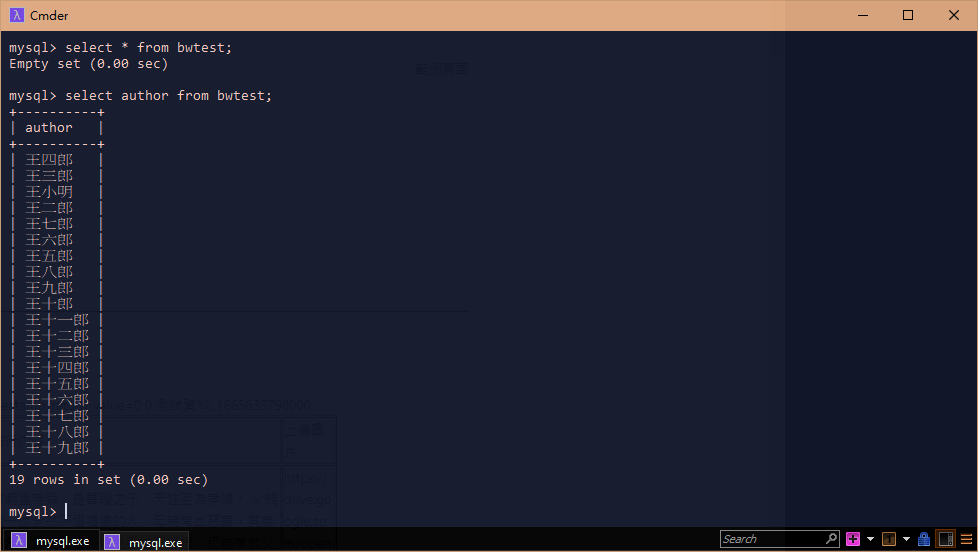 Cmder
mysql> select * from bwtest;
Empty set (0.00 sec)
mysql> select author from bwtest;
+----------+
| author   |
+----------+
| 王四郎   |
| 王三郎   |
| 王小明   |
| 王二郎   |
| 王七郎   |
| 王六郎   |
| 王五郎   |
| 王八郎   |
| 王九郎   |
| 王十郎   |
| 王十一郎 |
| 王十二郎 |
| 王十三郎 |
| 王十四郎 |
| 王十五郎 |
| 王十六郎 |
| 王十七郎 |
| 王十八郎 |
| 王十九郎 |
+----------+
19 rows in set (0.00 sec)
mysql>
mysql.exe mysql.exe Search